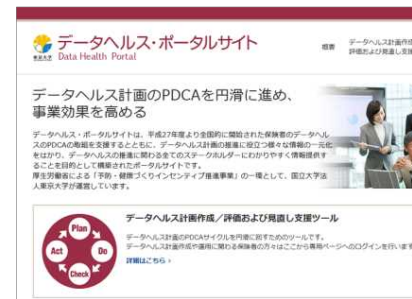 データヘルス・ポータルサイト
Data Health Portal
概要
データヘルス計画作成
評価および見直し支援
データヘルス計画のPDCAを円滑に進め、
事業効果を高める
データヘルス・ポータルサイトは、平成27年度より全国的に開始された保険者のデータヘル
スのPDCAの取組を支援するとともに、データヘルス計画の推進に役立つ様々な情報の一元化
をはかり、データヘルスの推進に関わる全てのステークホルダーにわかりやすく情報提供す
ることを目的として構築されたポータルサイトです。
厚生労働省による「予防・健康づくりインセンティブ推進事業」の一環として、国立大学法
人東京大学が運営しています。
データヘルス計画作成／評価および見直し支援ツール
データヘルス計画のPDCAサイクルを円滑に回すためのツールです。
データヘルス計画作成や運用に関わる保険者の方々はここから専用ページへのログインを行います
詳細はこちら ›
Plan
Do
Check
Act